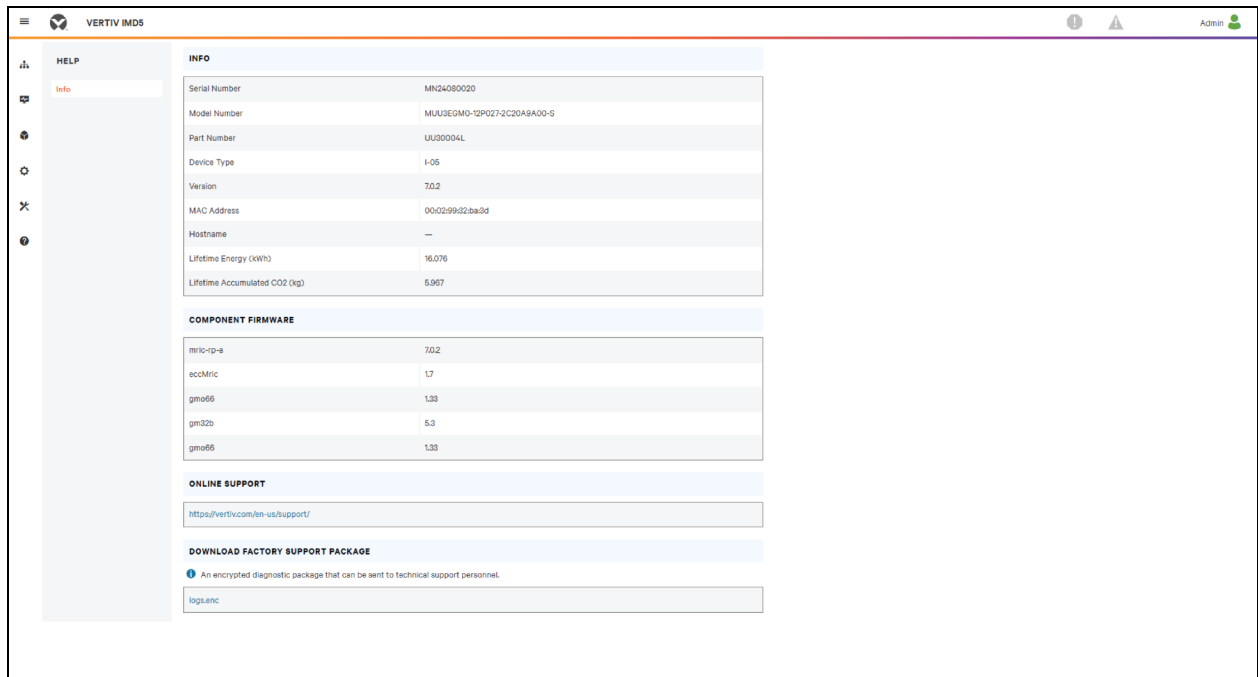 VERTIV IMD5
Admin
HELP
Info
INFO
Serial Number MN24080020
Model Number MUU3EGM0-12P027-2C20A9A00-S
Part Number UU30004L
Device Type I-05
Version 7.0.2
MAC Address 00:02:99:32:ba:3d
Hostname —
Lifetime Energy (kWh) 16.076
Lifetime Accumulated CO2 (kg) 5.967
COMPONENT FIRMWARE
mric-rp-a 7.0.2
eccMric 1.7
gmo66 1.33
gm32b 5.3
gmo66 1.33
ONLINE SUPPORT
https://vertiv.com/en-us/support/
DOWNLOAD FACTORY SUPPORT PACKAGE
An encrypted diagnostic package that can be sent to technical support personnel.
logs.enc